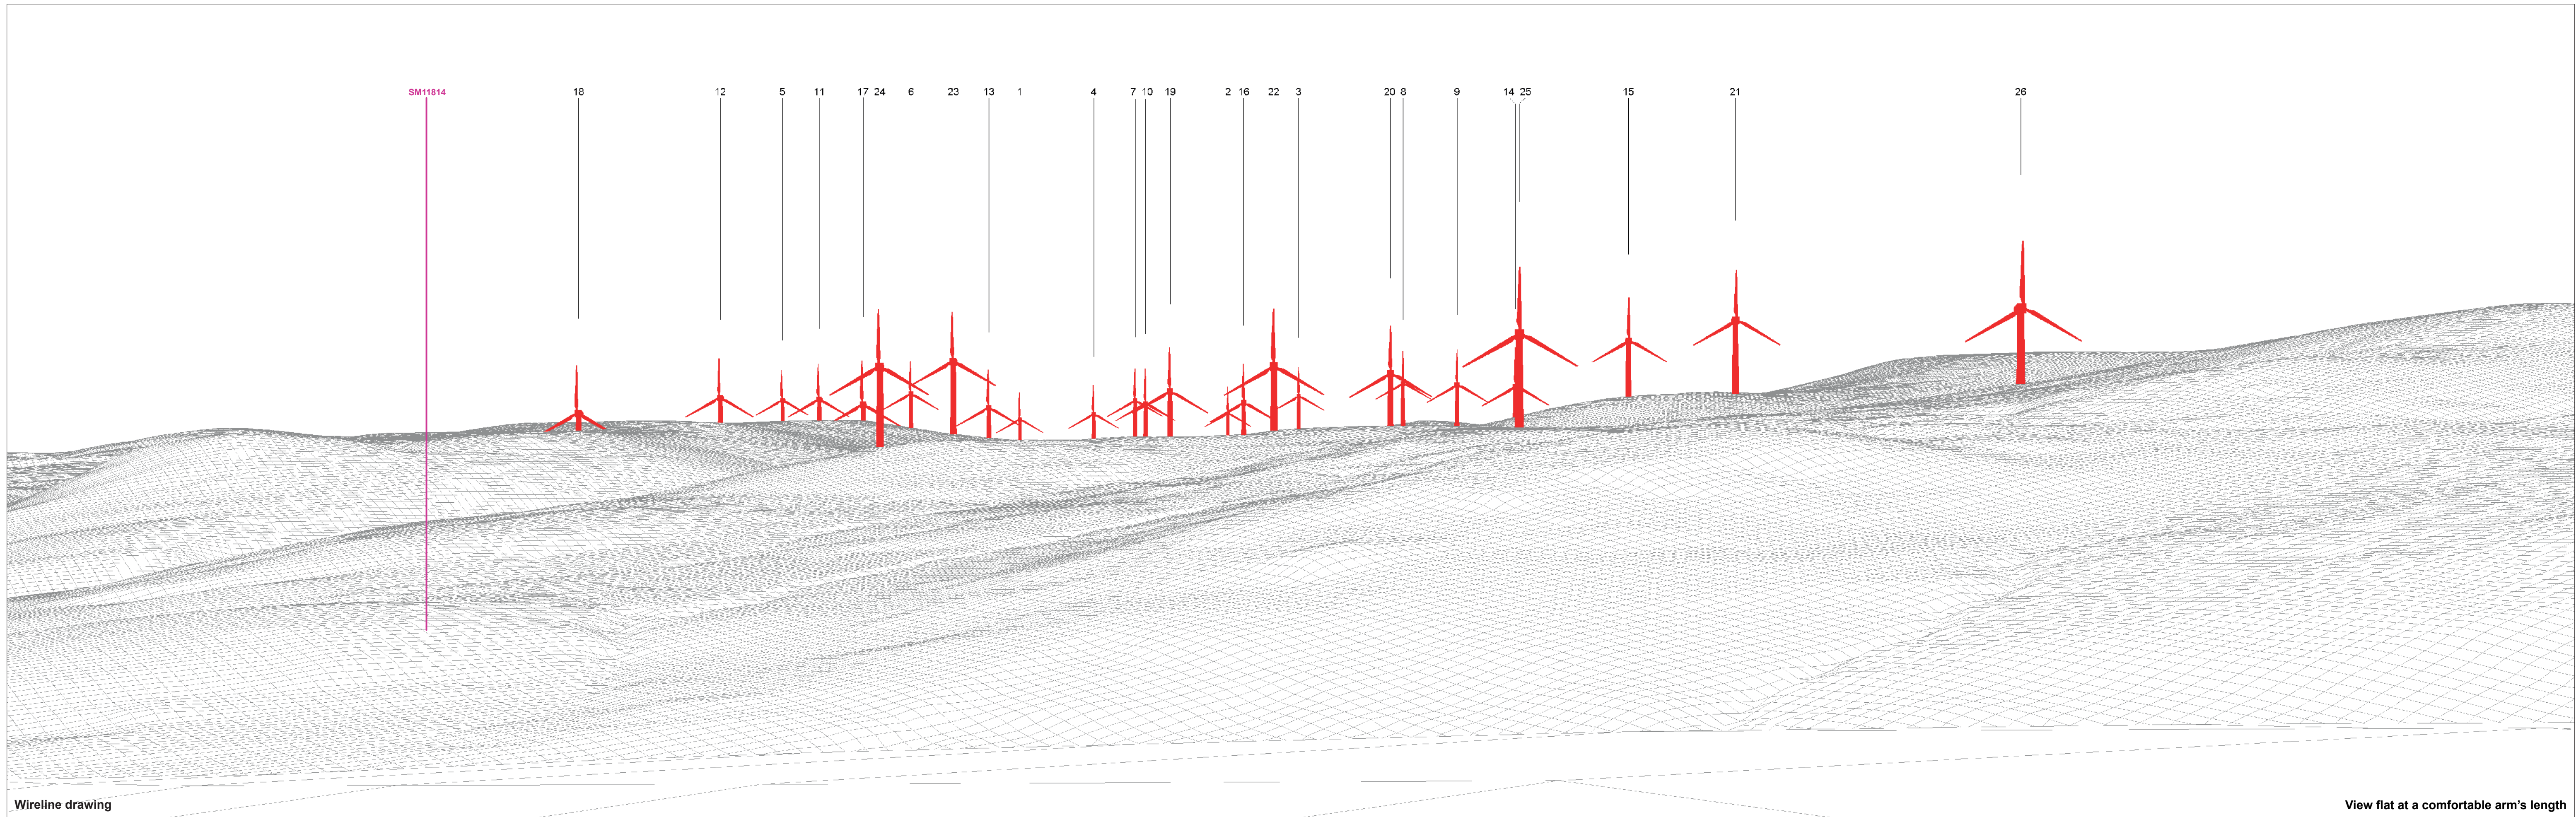 SM11814 18 12 5 11 17 24 6 23 13 1 4 7 10 19 2 16 22 3 20 8 9 14 25 15 21 26
Wireline drawing
View flat at a comfortable arm's length